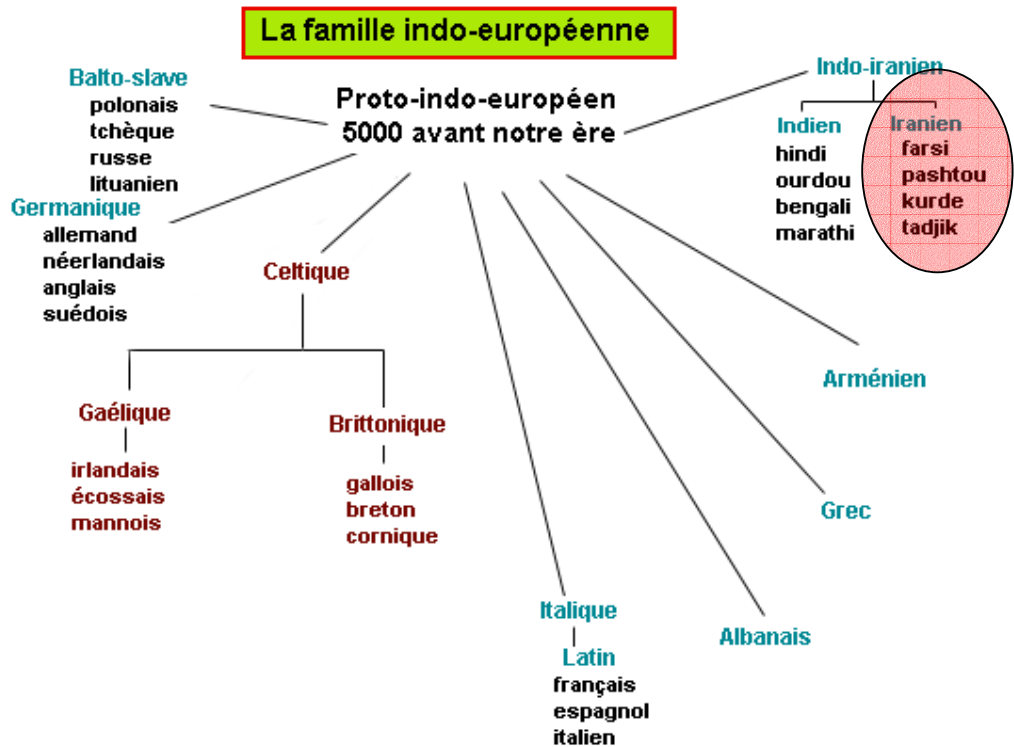 La famille indo-européenne
Proto-indo-européen
5000 avant notre ère
Balto-slave
polonais
tchèque
russe
lituanien
Germanique
allemand
néerlandais
anglais
suédois
Celtique
Gaélique
irlandais
écossais
mannois
Brittonique
gallois
breton
cornique
Italique
Latin
français
espagnol
italien
Albanais
Grec
Arménien
Indo-iranien
Indien
hindi
ourdou
bengali
marathi
Iranien
farsi
pashtou
kurde
tadjik